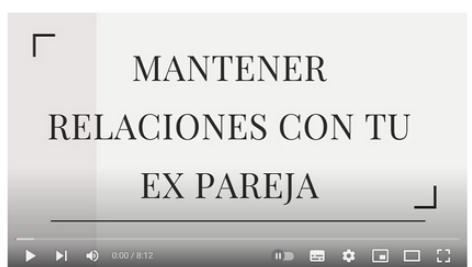 MANTENER
RELACIONES CON TU
EX PAREJA
0:00 / 8:12